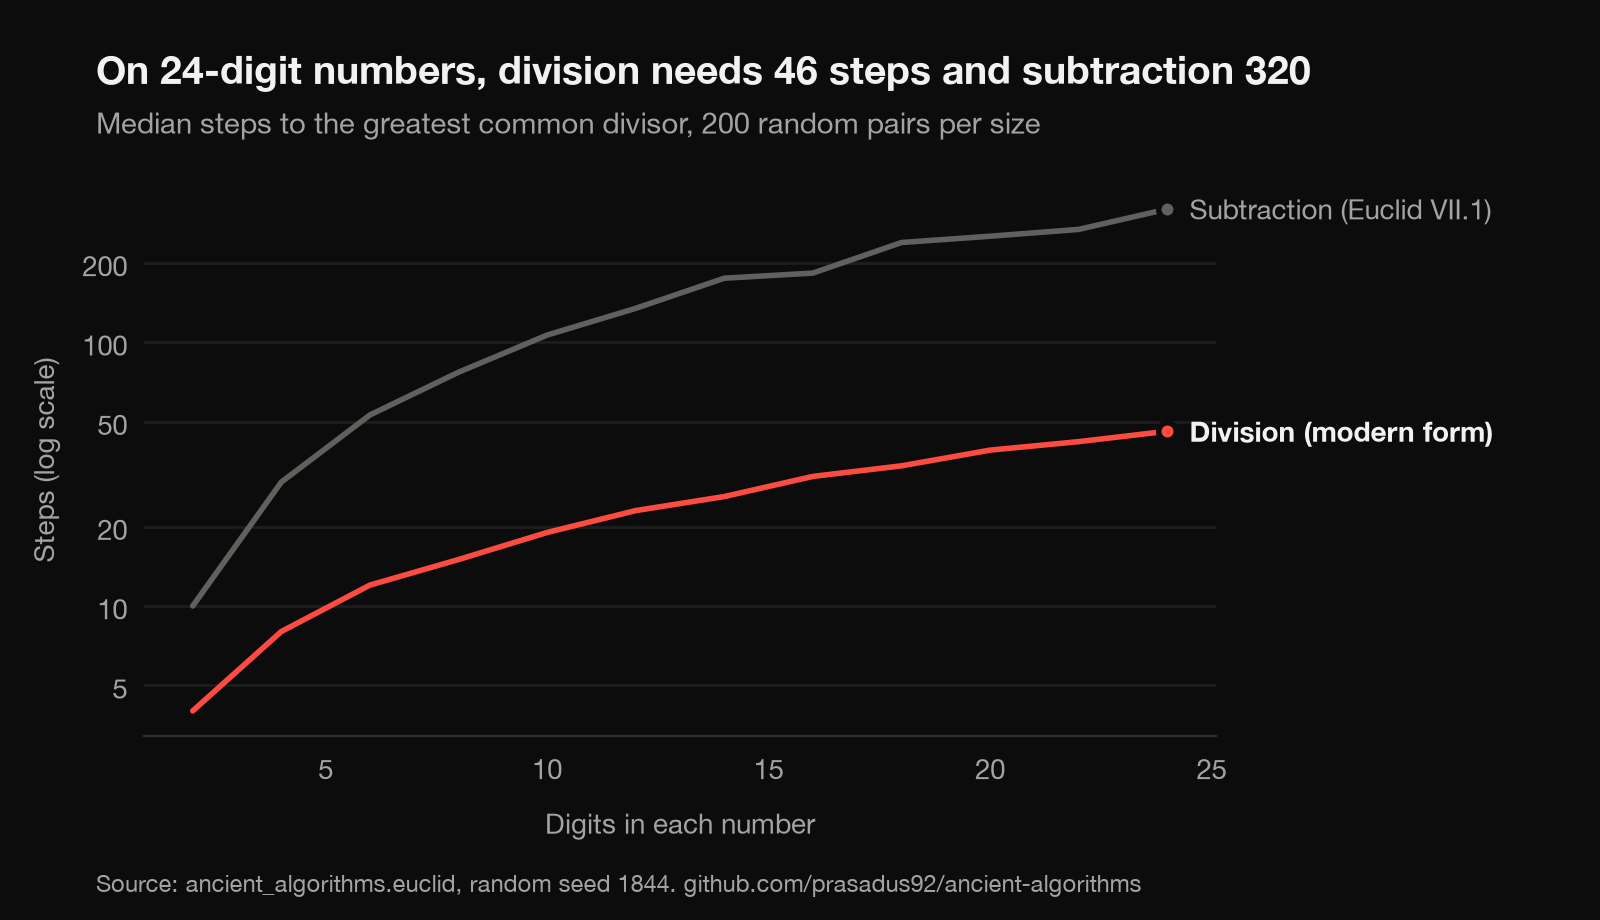 On 24-digit numbers, division needs 46 steps and subtraction 320
Median steps to the greatest common divisor, 200 random pairs per size
Subtraction (Euclid VII.1)
200
100
50
Division (modern form)
20
10
5
Steps (log scale)
5 10 15 20 25
Digits in each number
Source: ancient_algorithms.euclid, random seed 1844. github.com/prasadus92/ancient-algorithms